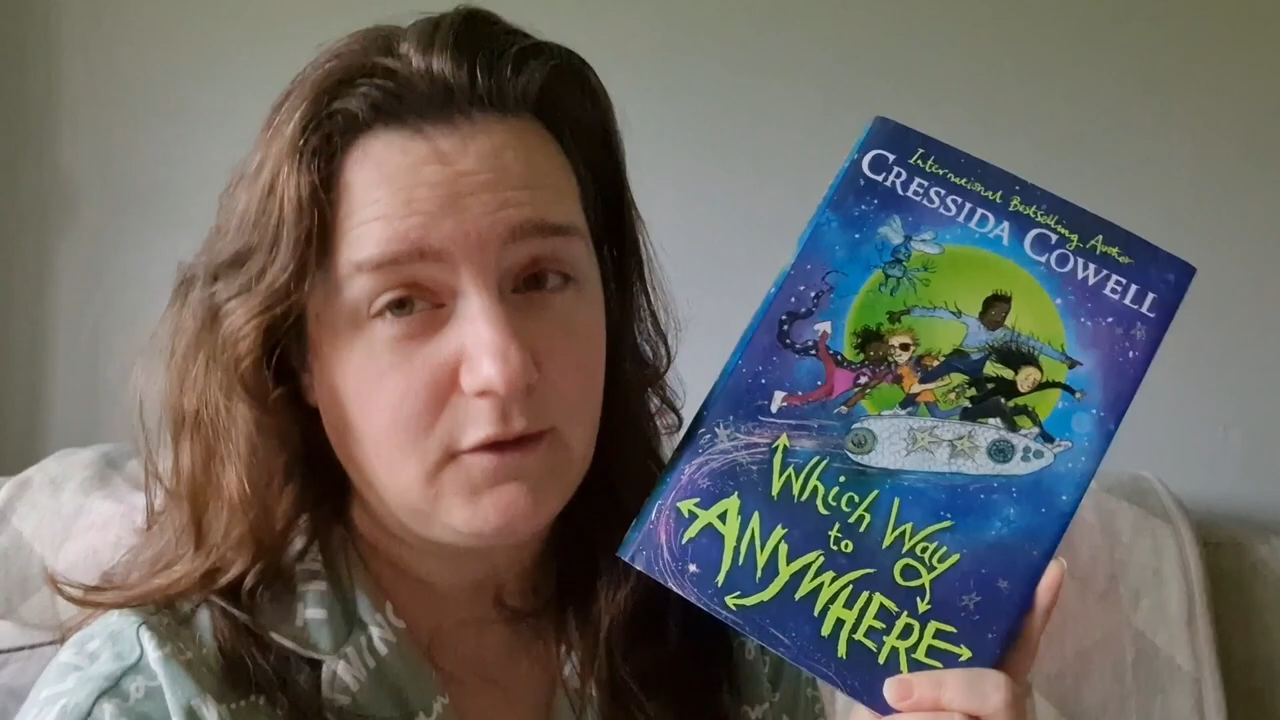 International Bestselling Author
CRESSIDA COWELL
Which Way
to
ANYWHERE